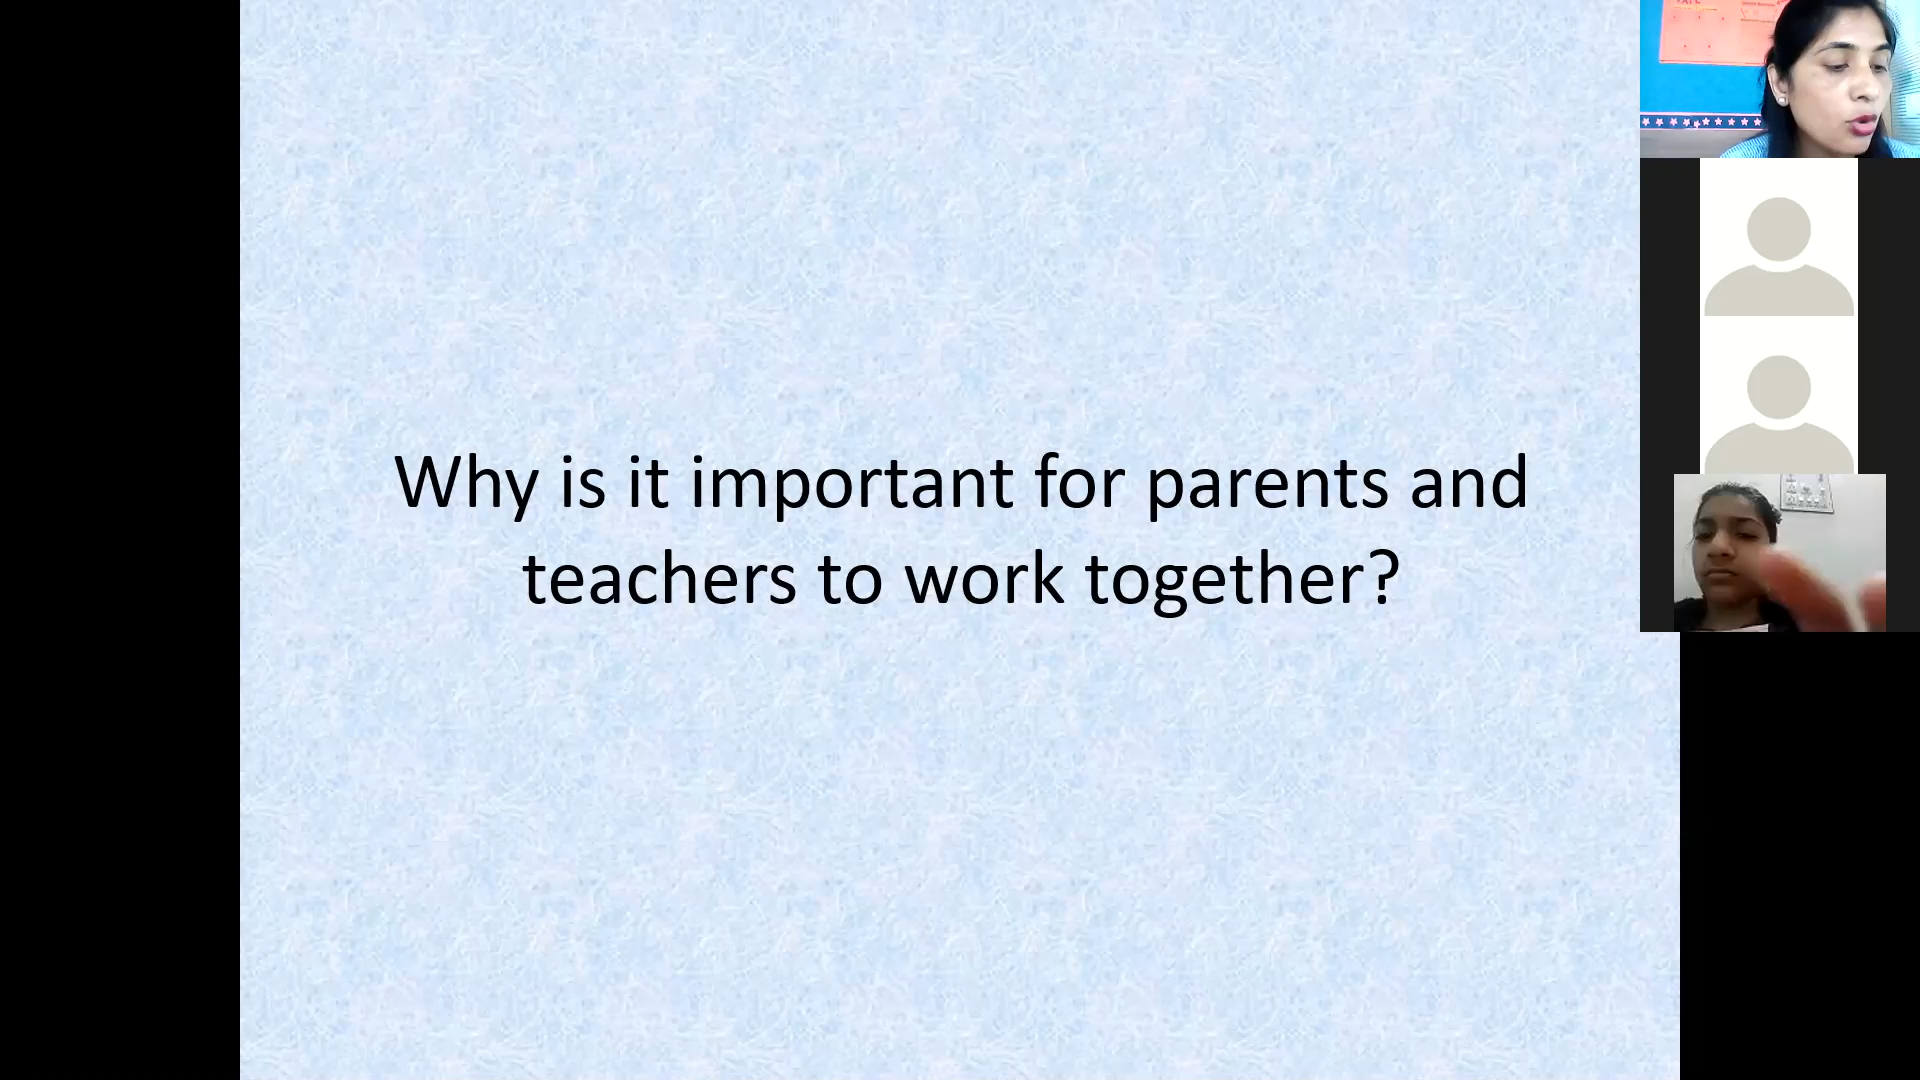 Why is it important for parents and
teachers to work together?